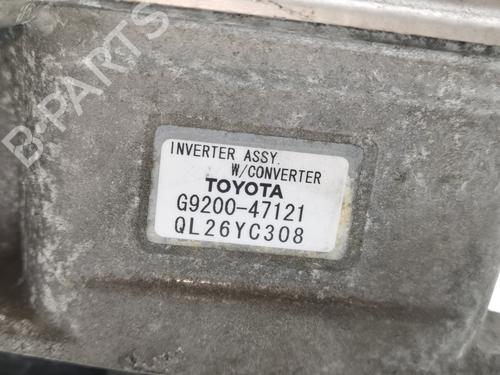 B-PARTS
INVERTER ASSY.
W/CONVERTER
TOYOTA
G9200-47121
QL26YC308